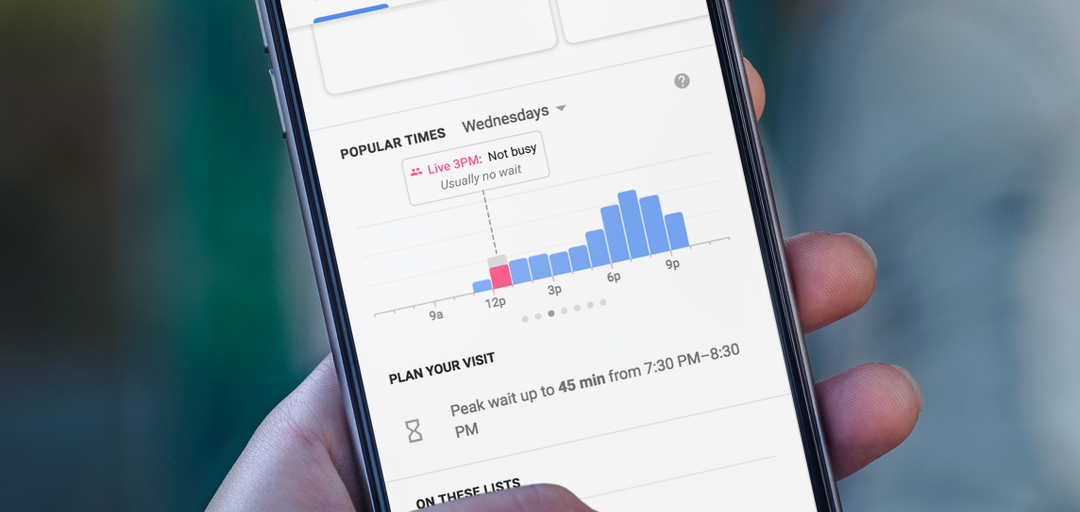 POPULAR TIMES Wednesdays
?
Live 3PM: Not busy
Usually no wait
9a 12p 3p 6p 9p
PLAN YOUR VISIT
Peak wait up to 45 min from 7:30 PM–8:30
PM
ON THESE LISTS